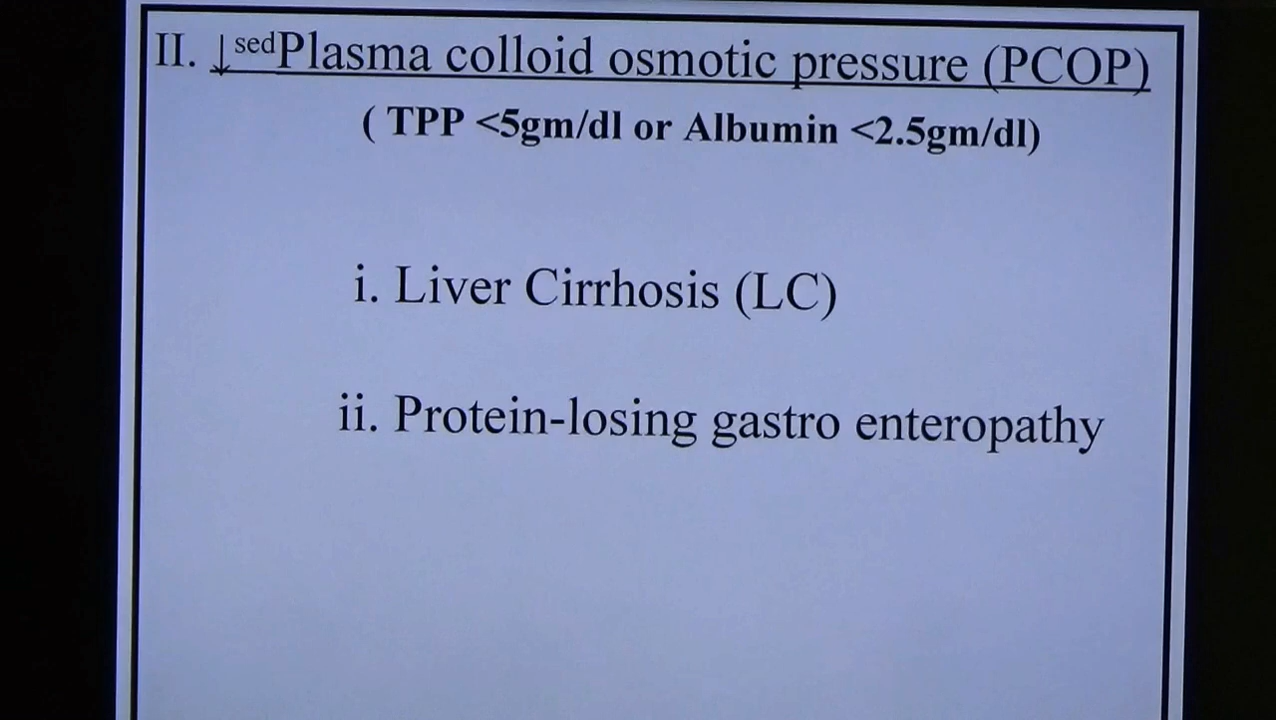 II. ↓sedPlasma colloid osmotic pressure (PCOP)
( TPP <5gm/dl or Albumin <2.5gm/dl)
i. Liver Cirrhosis (LC)
ii. Protein-losing gastro enteropathy